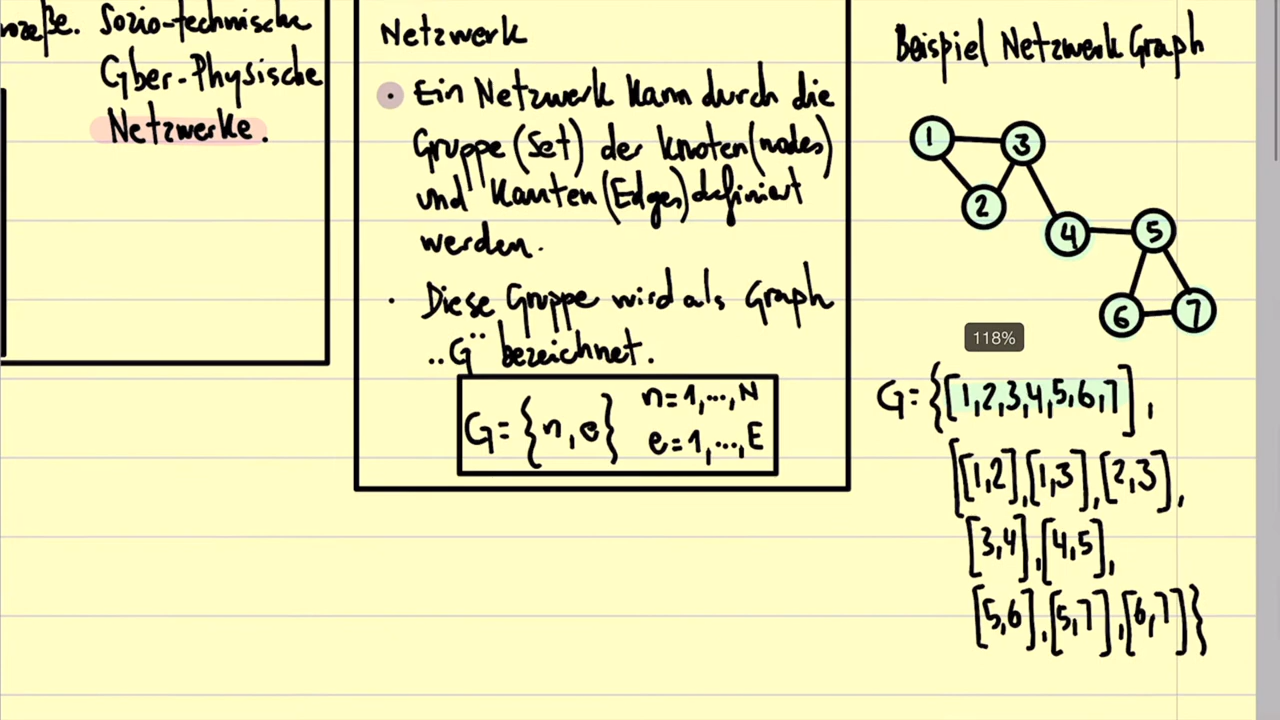 Sozio-technische
Cyber-Physische
Netzwerke.
Netzwerk
• Ein Netzwerk kann durch die
Gruppe (Set) der knoten (nodes)
und Kanten (Edges) definiert
werden.
• Diese Gruppe wird als Graph
„G" bezeichnet.
G = {n, e} n = 1, ..., N
e = 1, ..., E
Beispiel Netzwerk Graph
1
3
2
4
5
6
7
118%
G = {[1,2,3,4,5,6,7],
[[1,2],[1,3],[2,3],
[3,4],[4,5],
[5,6],[5,7],[6,7]}